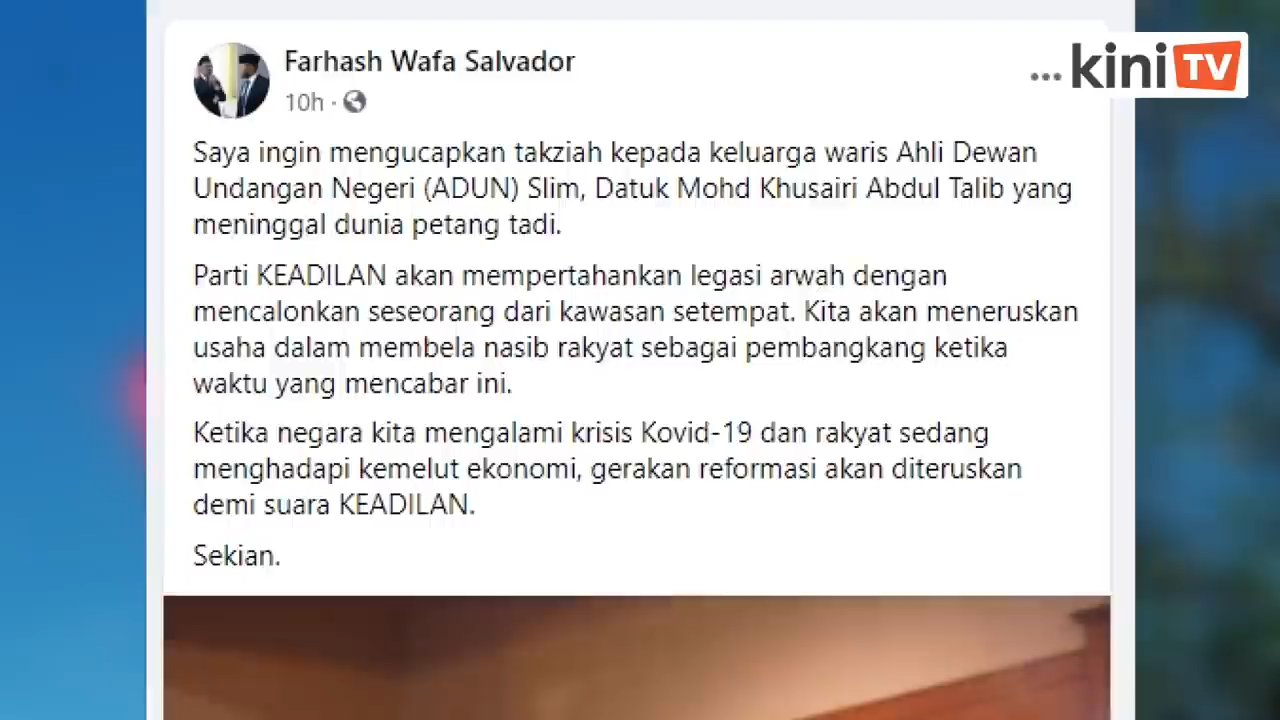 Farhash Wafa Salvador
10h
kiniTV
Saya ingin mengucapkan takziah kepada keluarga waris Ahli Dewan
Undangan Negeri (ADUN) Slim, Datuk Mohd Khusairi Abdul Talib yang
meninggal dunia petang tadi.
Parti KEADILAN akan mempertahankan legasi arwah dengan
mencalonkan seseorang dari kawasan setempat. Kita akan meneruskan
usaha dalam membela nasib rakyat sebagai pembangkang ketika
waktu yang mencabar ini.
Ketika negara kita mengalami krisis Kovid-19 dan rakyat sedang
menghadapi kemelut ekonomi, gerakan reformasi akan diteruskan
demi suara KEADILAN.
Sekian.